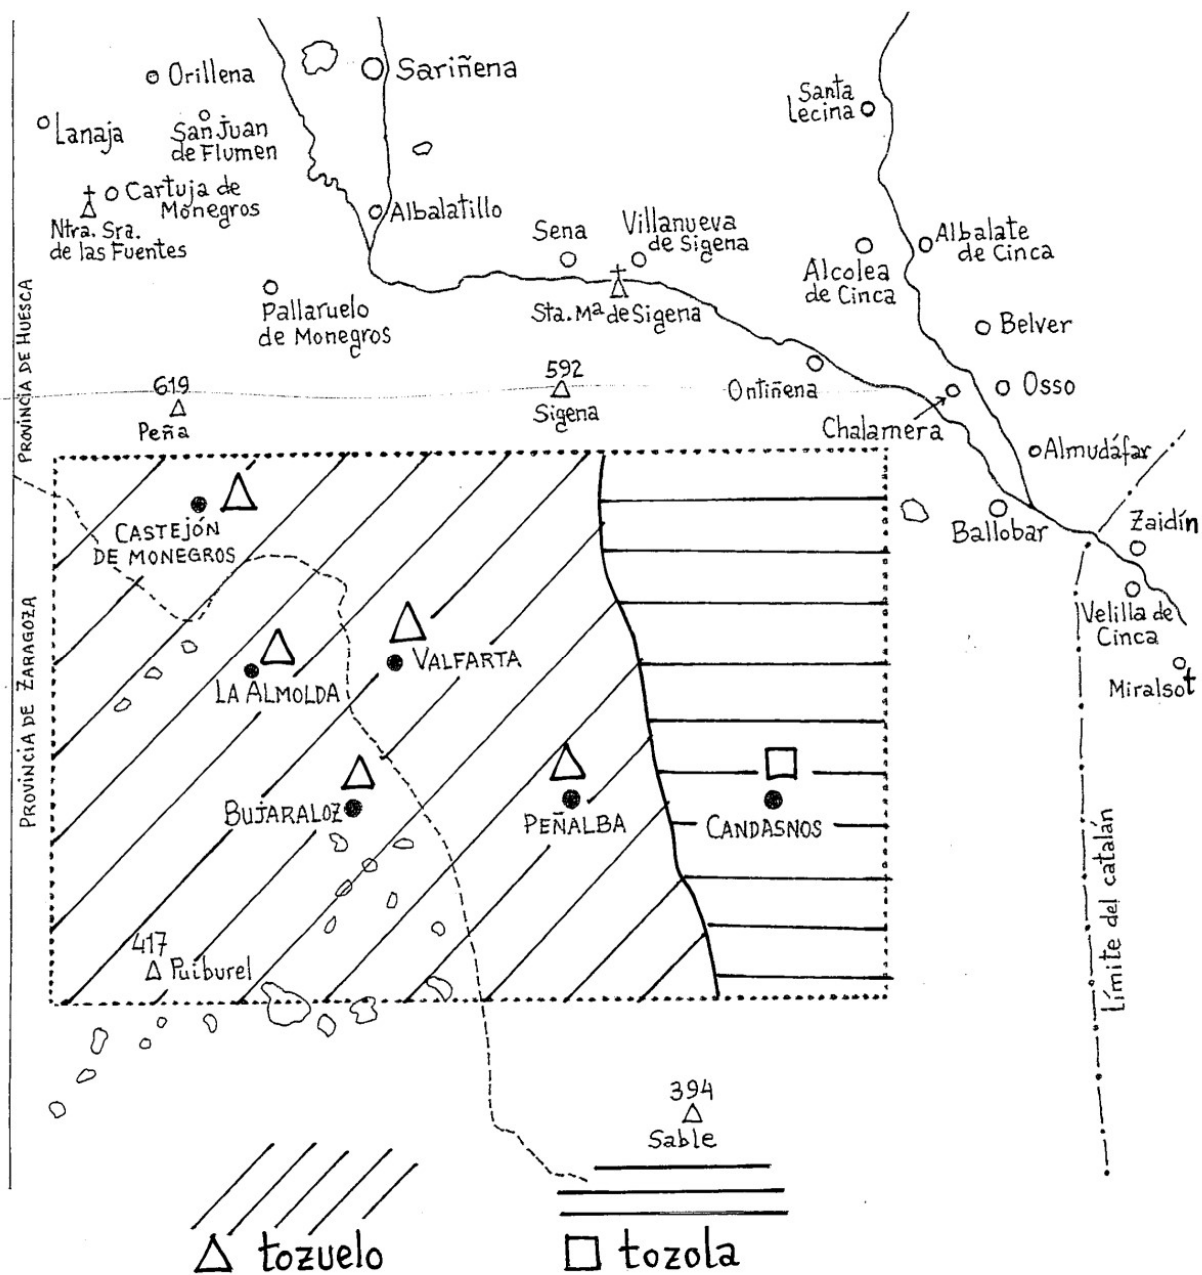 Orillena
Sariñena
Santa
Lecina
Lanaja
San Juan
de Flumen
Cartuja de
Monegros
Albalatillo
Ntra. Sra.
de las Fuentes
Sena
Villanueva
de Sigena
Albalate
de Cinca
Alcolea
de Cinca
Pallaruelo
de Monegros
Sta. Mª de Sigena
Belver
PROVINCIA DE HUESCA
619
Peña
592
Sigena
Ontiñena
Osso
Chalamera
Almudáfar
CASTEJÓN
DE MONEGROS
Ballobar
Zaidín
Velilla de
Cinca
Miralsot
PROVINCIA DE ZARAGOZA
LA ALMOLDA
VALFARTA
BUJARALOZ
PEÑALBA
CANDASNOS
Límite del catalán
417
Puiburel
394
Sable
tozuelo
tozola